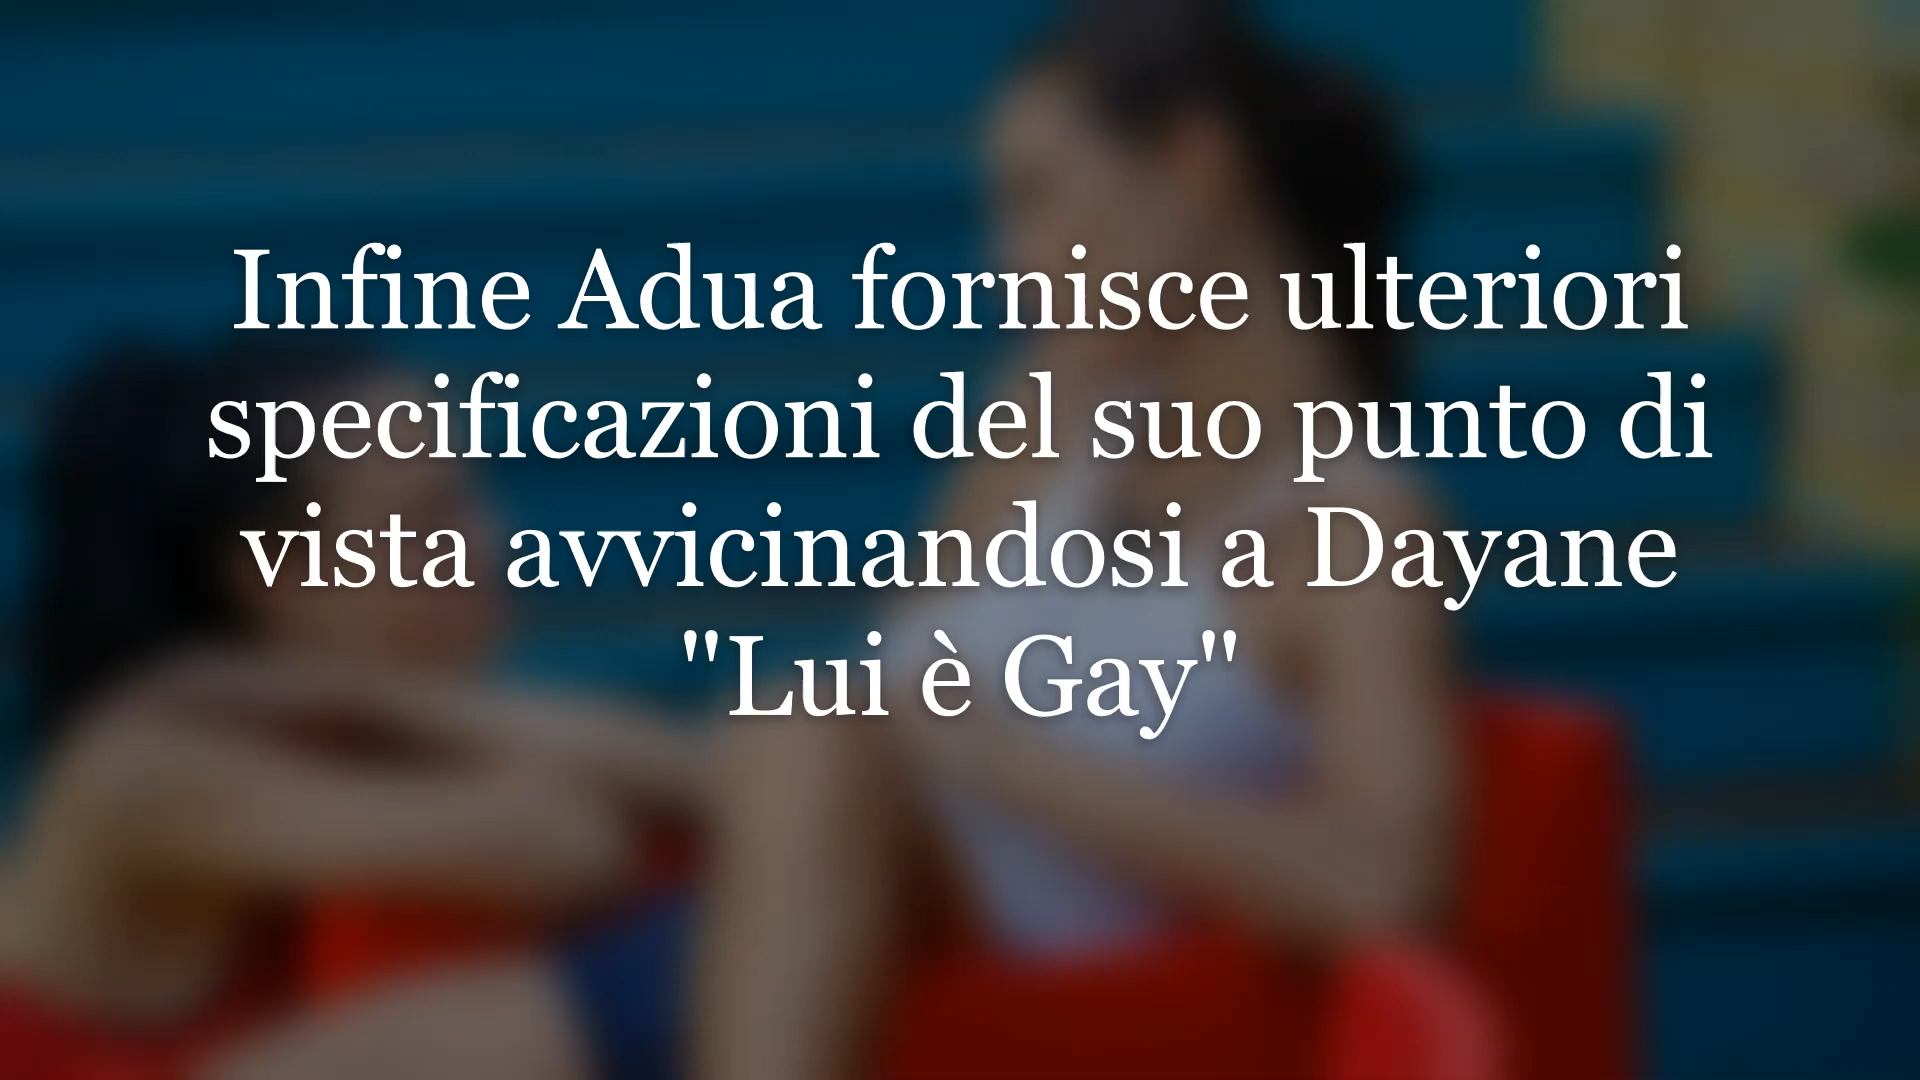 Infine Adua fornisce ulteriori
specificazioni del suo punto di
vista avvicinandosi a Dayane
"Lui è Gay"